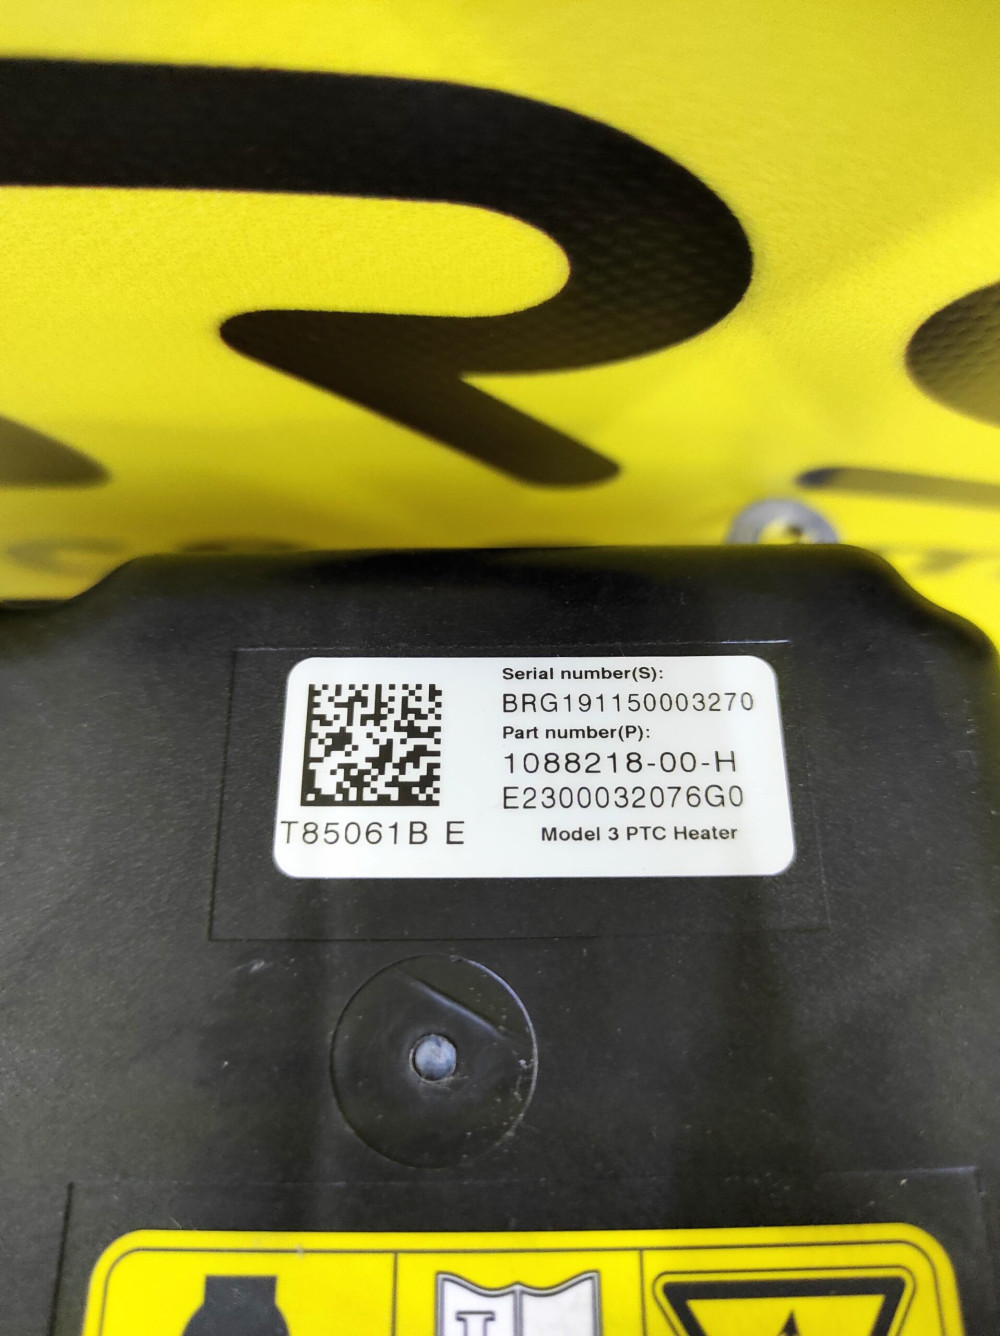 Serial number(S):
BRG191150003270
Part number(P):
1088218-00-H
E2300032076G0
T85061B E
Model 3 PTC Heater